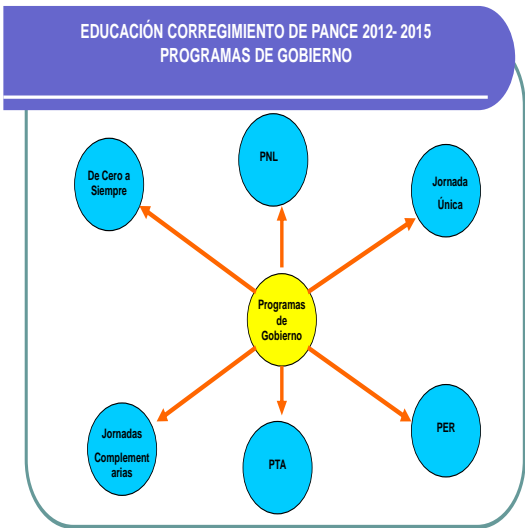 EDUCACIÓN CORREGIMIENTO DE PANCE 2012- 2015
PROGRAMAS DE GOBIERNO
PNL
De Cero a
Siempre
Jornada
Única
Programas
de
Gobierno
Jornadas
Complement
arias
PTA
PER